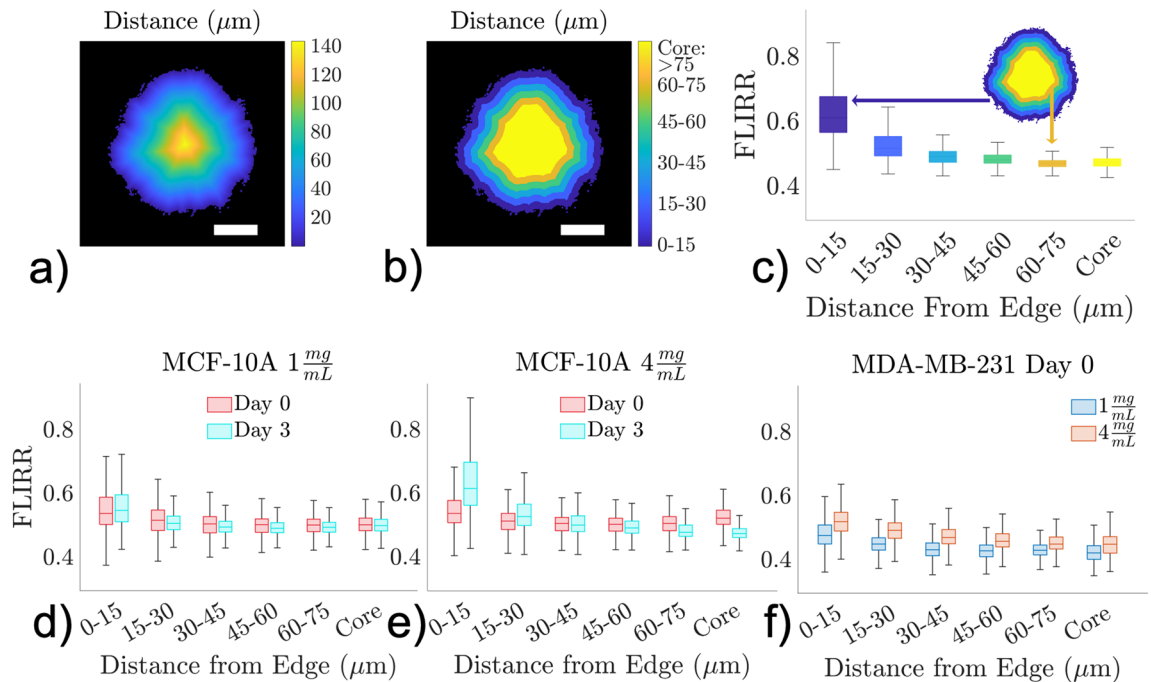 Distance (μm)
140
120
100
80
60
40
20
a)
Distance (μm)
Core:
>75
60-75
45-60
30-45
15-30
0-15
b)
FLIRR
0.8
0.6
0.4
0-15
15-30
30-45
45-60
60-75
Core
Distance From Edge (μm)
c)
MCF-10A 1 mg/mL
Day 0
Day 3
FLIRR
0.8
0.6
0.4
0-15
15-30
30-45
45-60
60-75
Core
Distance from Edge (μm)
d)
MCF-10A 4 mg/mL
Day 0
Day 3
0.8
0.6
0.4
0-15
15-30
30-45
45-60
60-75
Core
Distance from Edge (μm)
e)
MDA-MB-231 Day 0
1 mg/mL
4 mg/mL
0.8
0.6
0.4
0-15
15-30
30-45
45-60
60-75
Core
Distance from Edge (μm)
f)